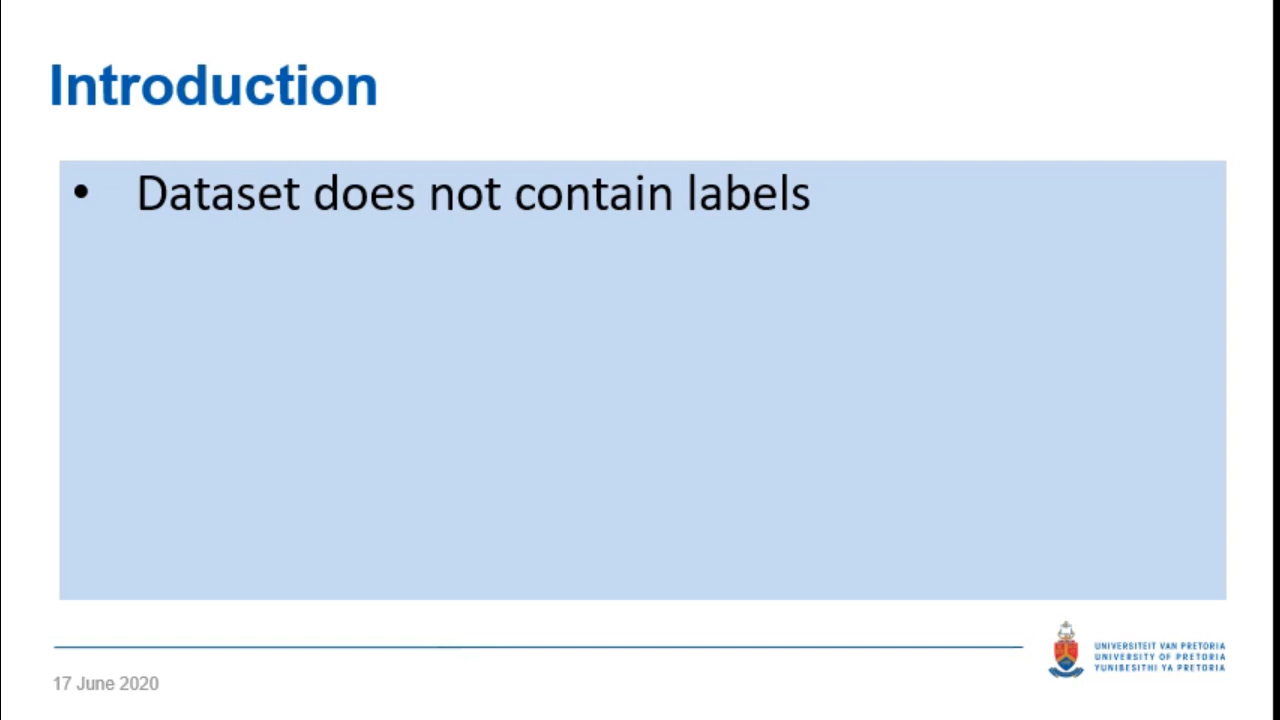 Introduction
• Dataset does not contain labels
UNIVERSITEIT VAN PRETORIA
UNIVERSITY OF PRETORIA
YUNIBESITHI YA PRETORIA
17 June 2020